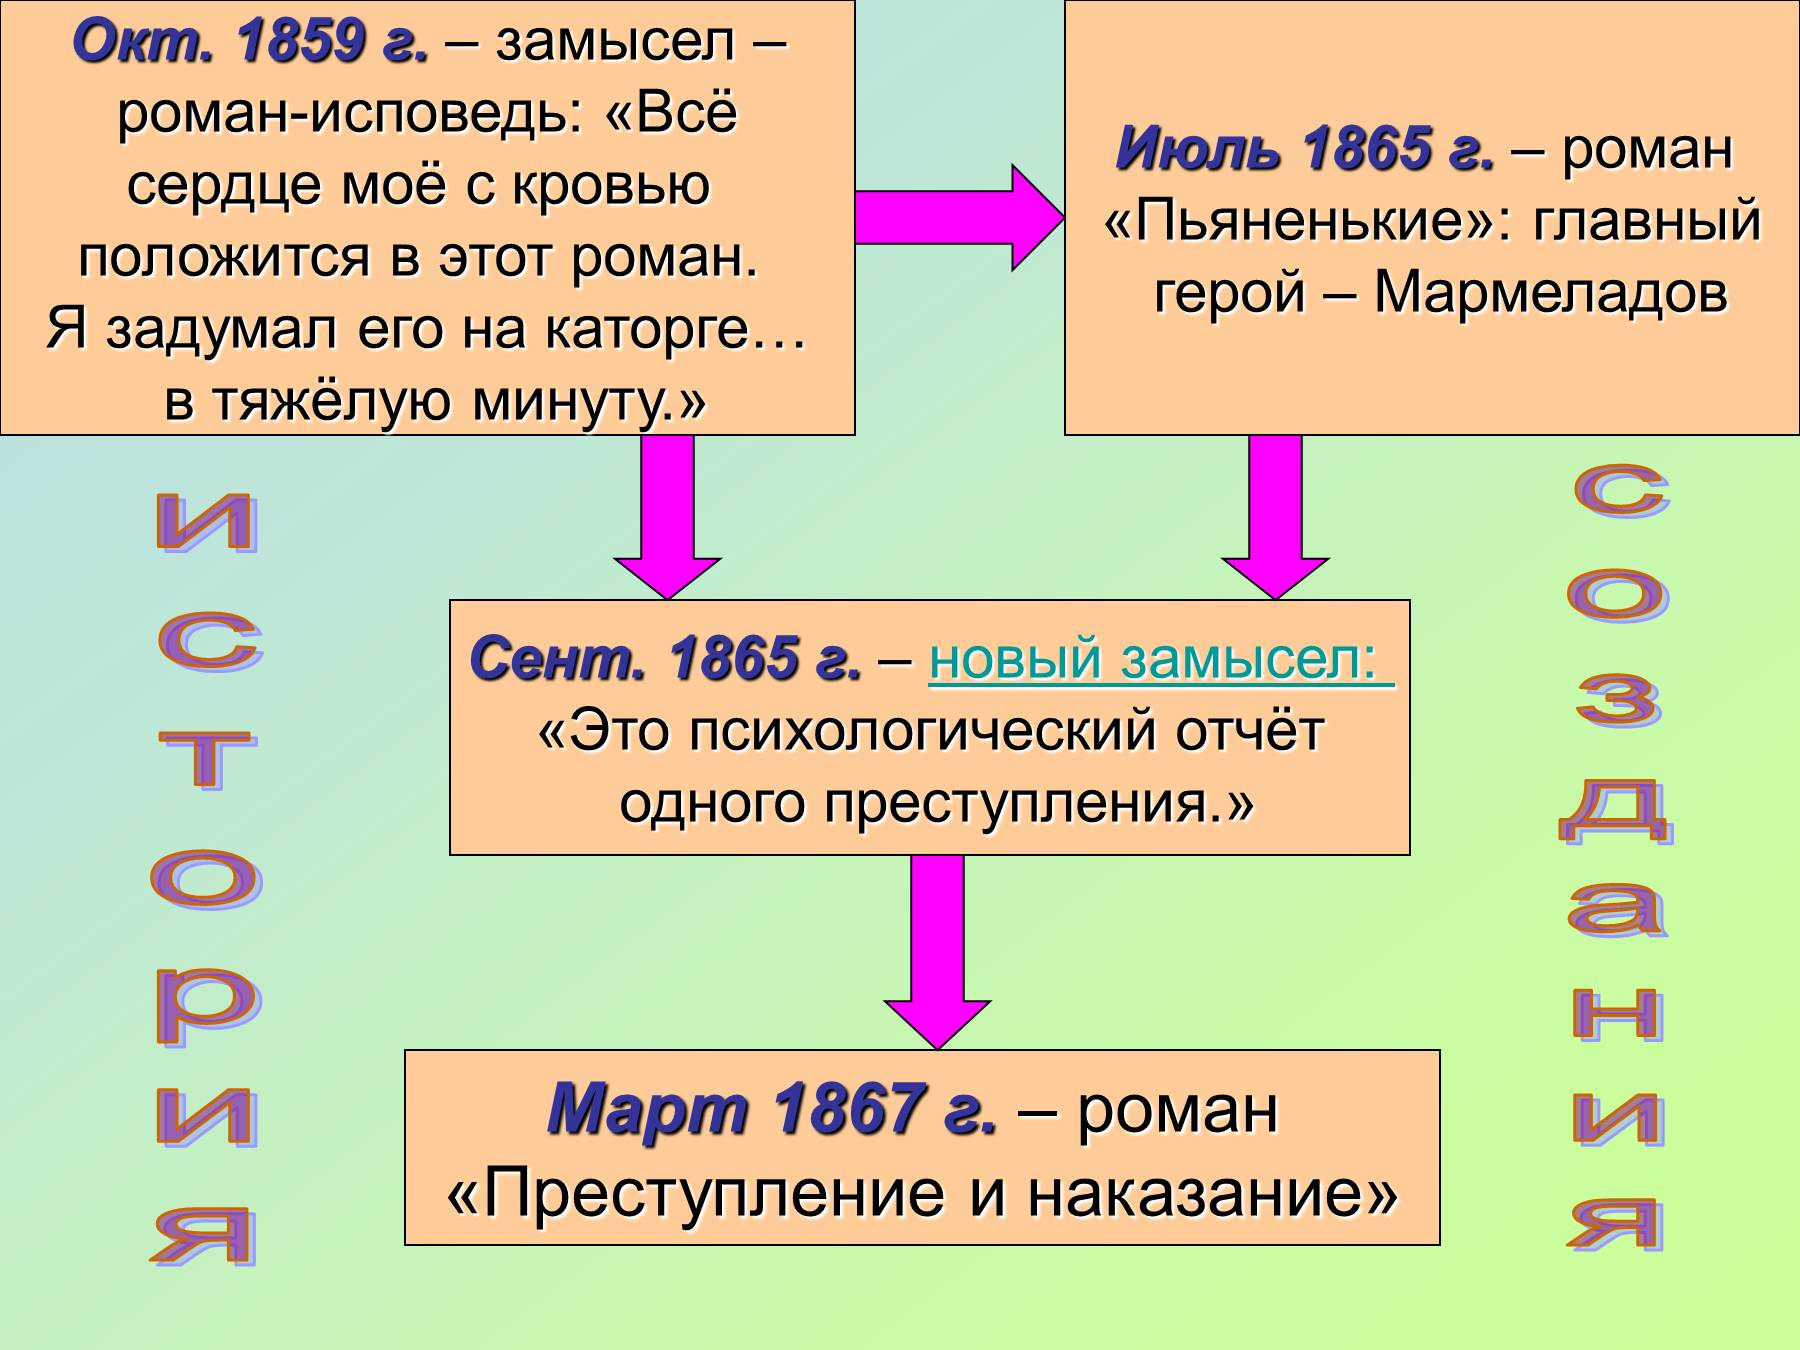 Окт. 1859 г. – замысел –
роман-исповедь: «Всё
сердце моё с кровью
положится в этот роман.
Я задумал его на каторге…
в тяжёлую минуту.»
Июль 1865 г. – роман
«Пьяненькие»: главный
герой – Мармеладов
история
создания
Сент. 1865 г. – новый замысел:
«Это психологический отчёт
одного преступления.»
Март 1867 г. – роман
«Преступление и наказание»